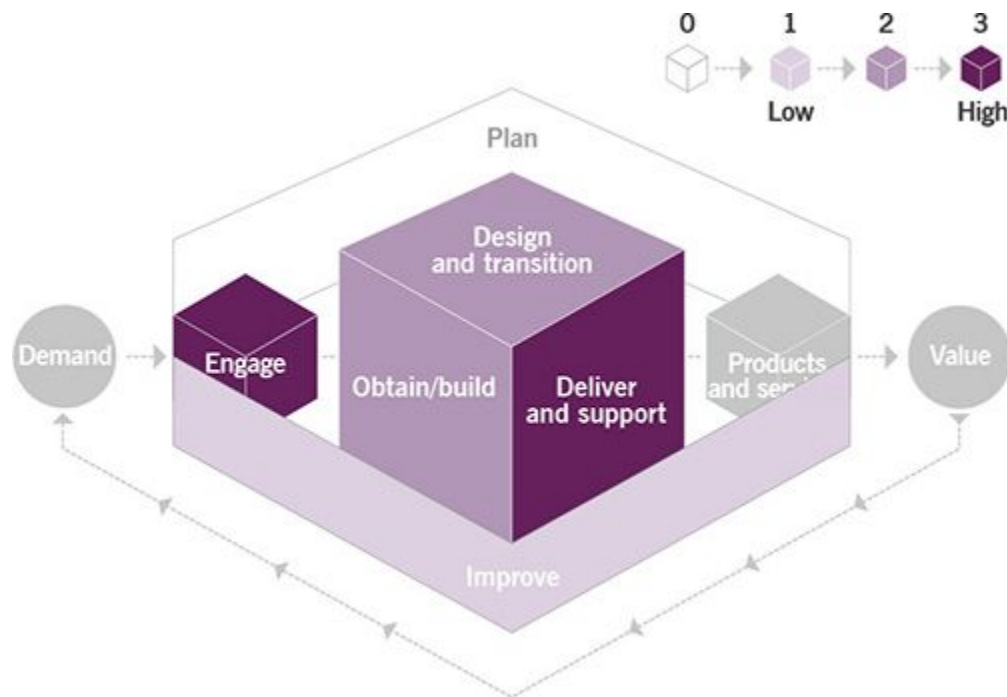 0 1 2 3
Low High
Plan
Design
and transition
Demand
Engage
Obtain/build
Deliver
and support
Products
and
Value
Improve